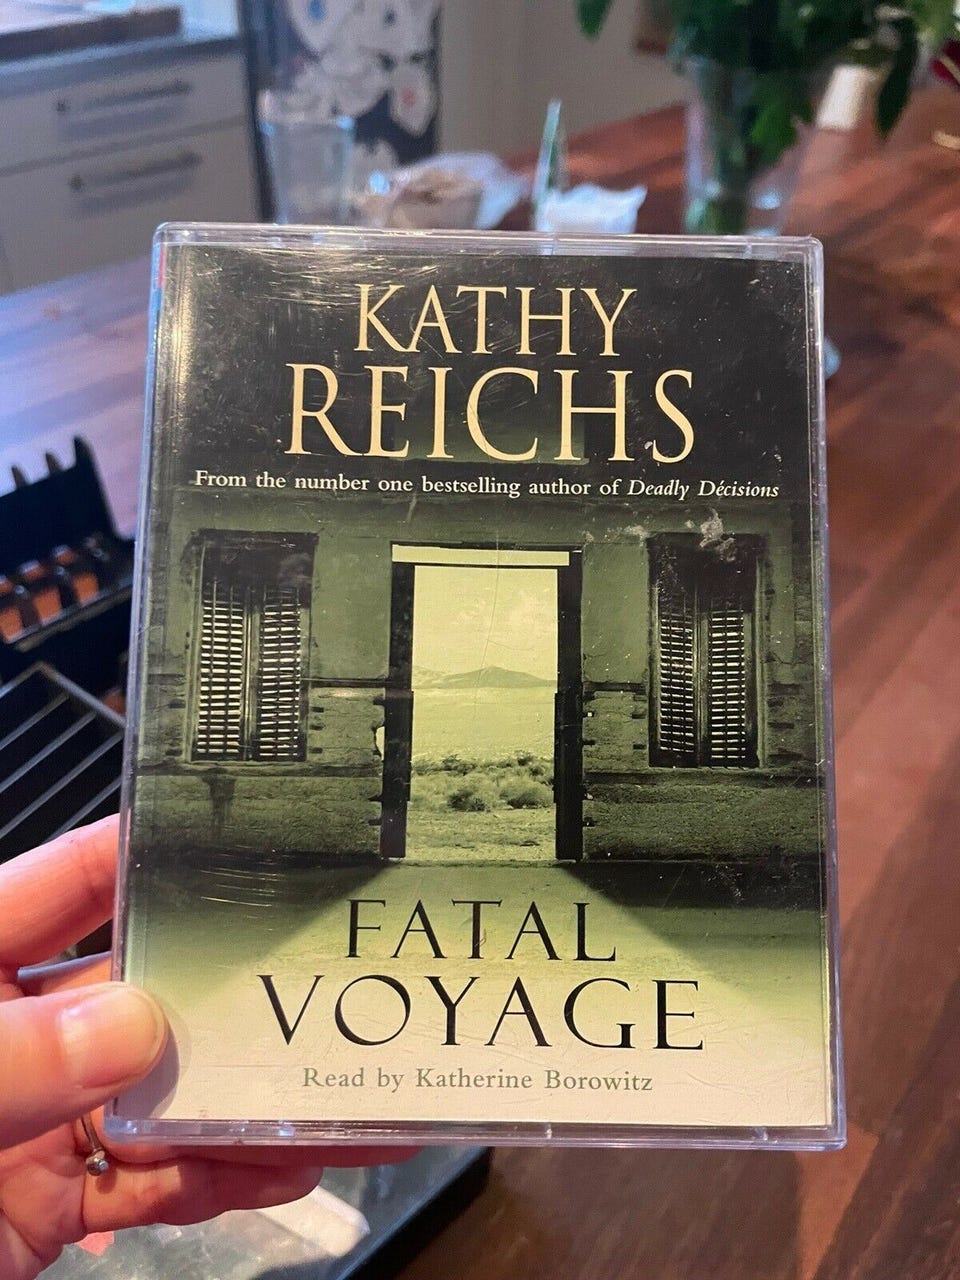 KATHY
REICHS
From the number one bestselling author of Deadly Décisions
FATAL
VOYAGE
Read by Katherine Borowitz